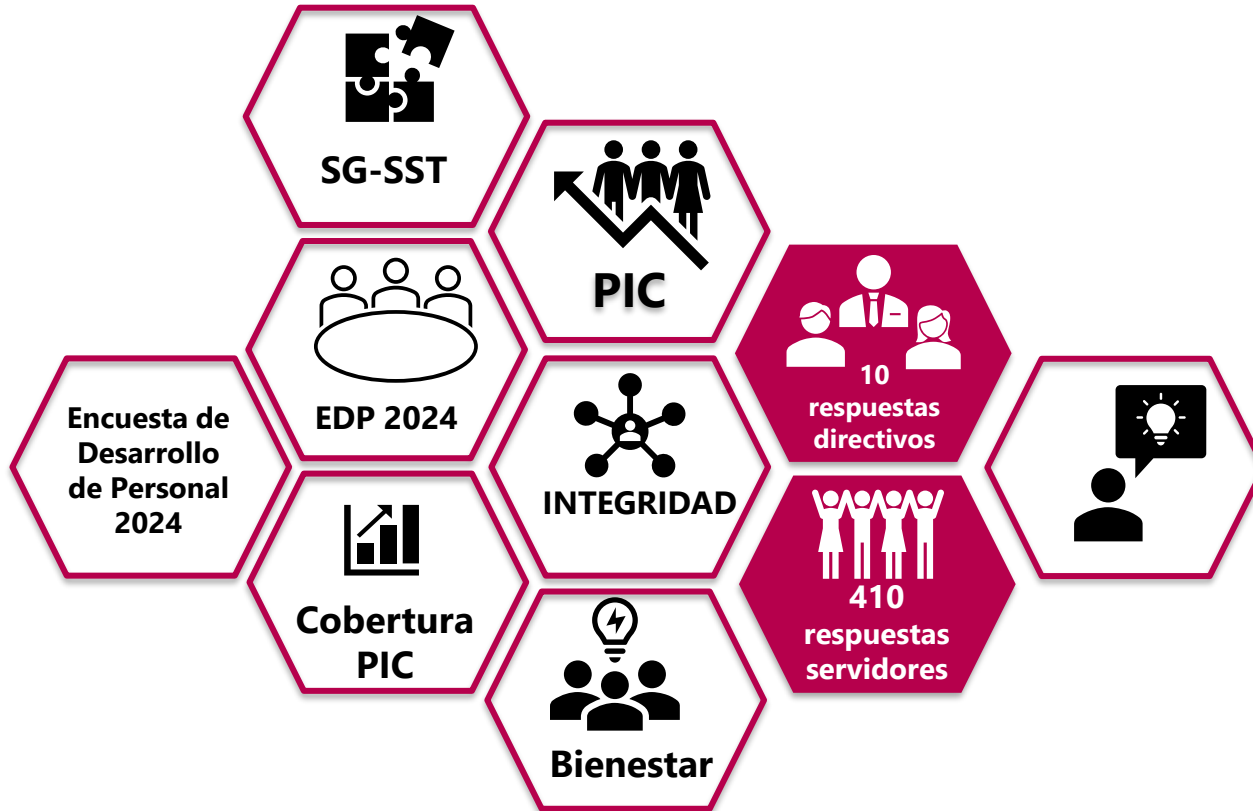 SG-SST
PIC
EDP 2024
10
respuestas
directivos
Encuesta de
Desarrollo
de Personal
2024
INTEGRIDAD
Cobertura
PIC
410
respuestas
servidores
Bienestar